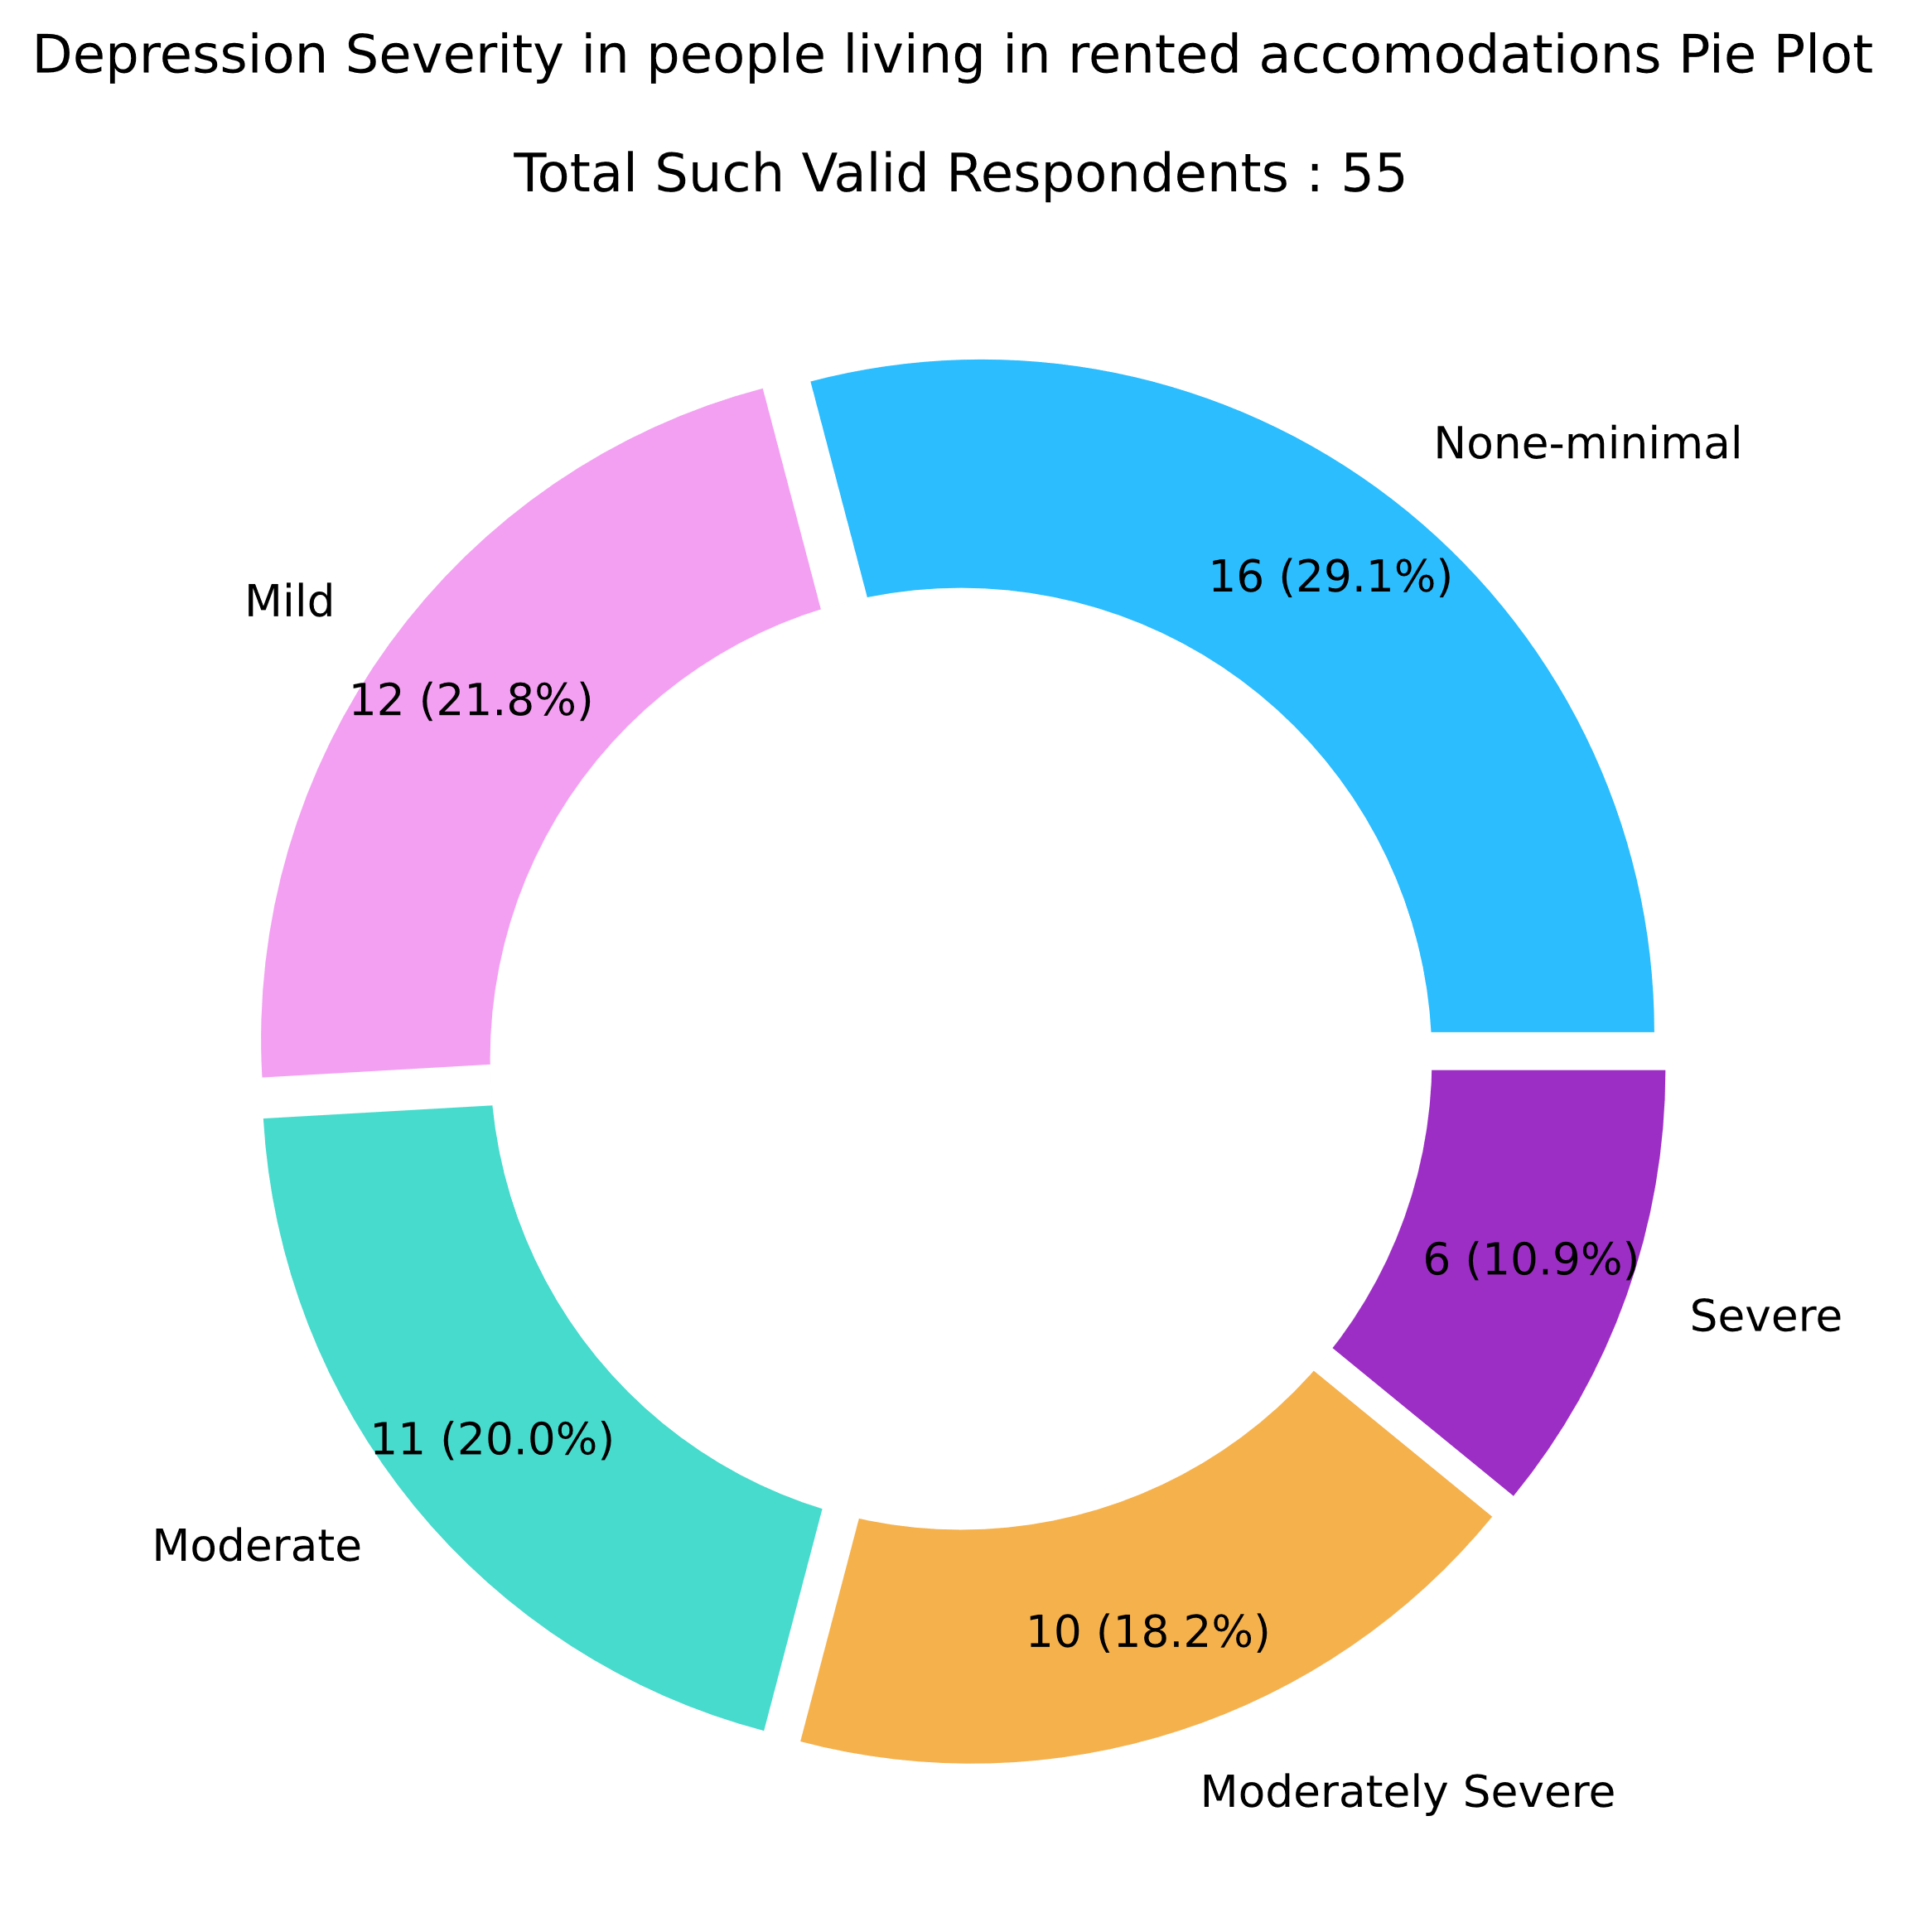 Depression Severity in people living in rented accomodations Pie Plot
Total Such Valid Respondents : 55
None-minimal
16 (29.1%)
Mild
12 (21.8%)
6 (10.9%)
Severe
11 (20.0%)
Moderate
10 (18.2%)
Moderately Severe